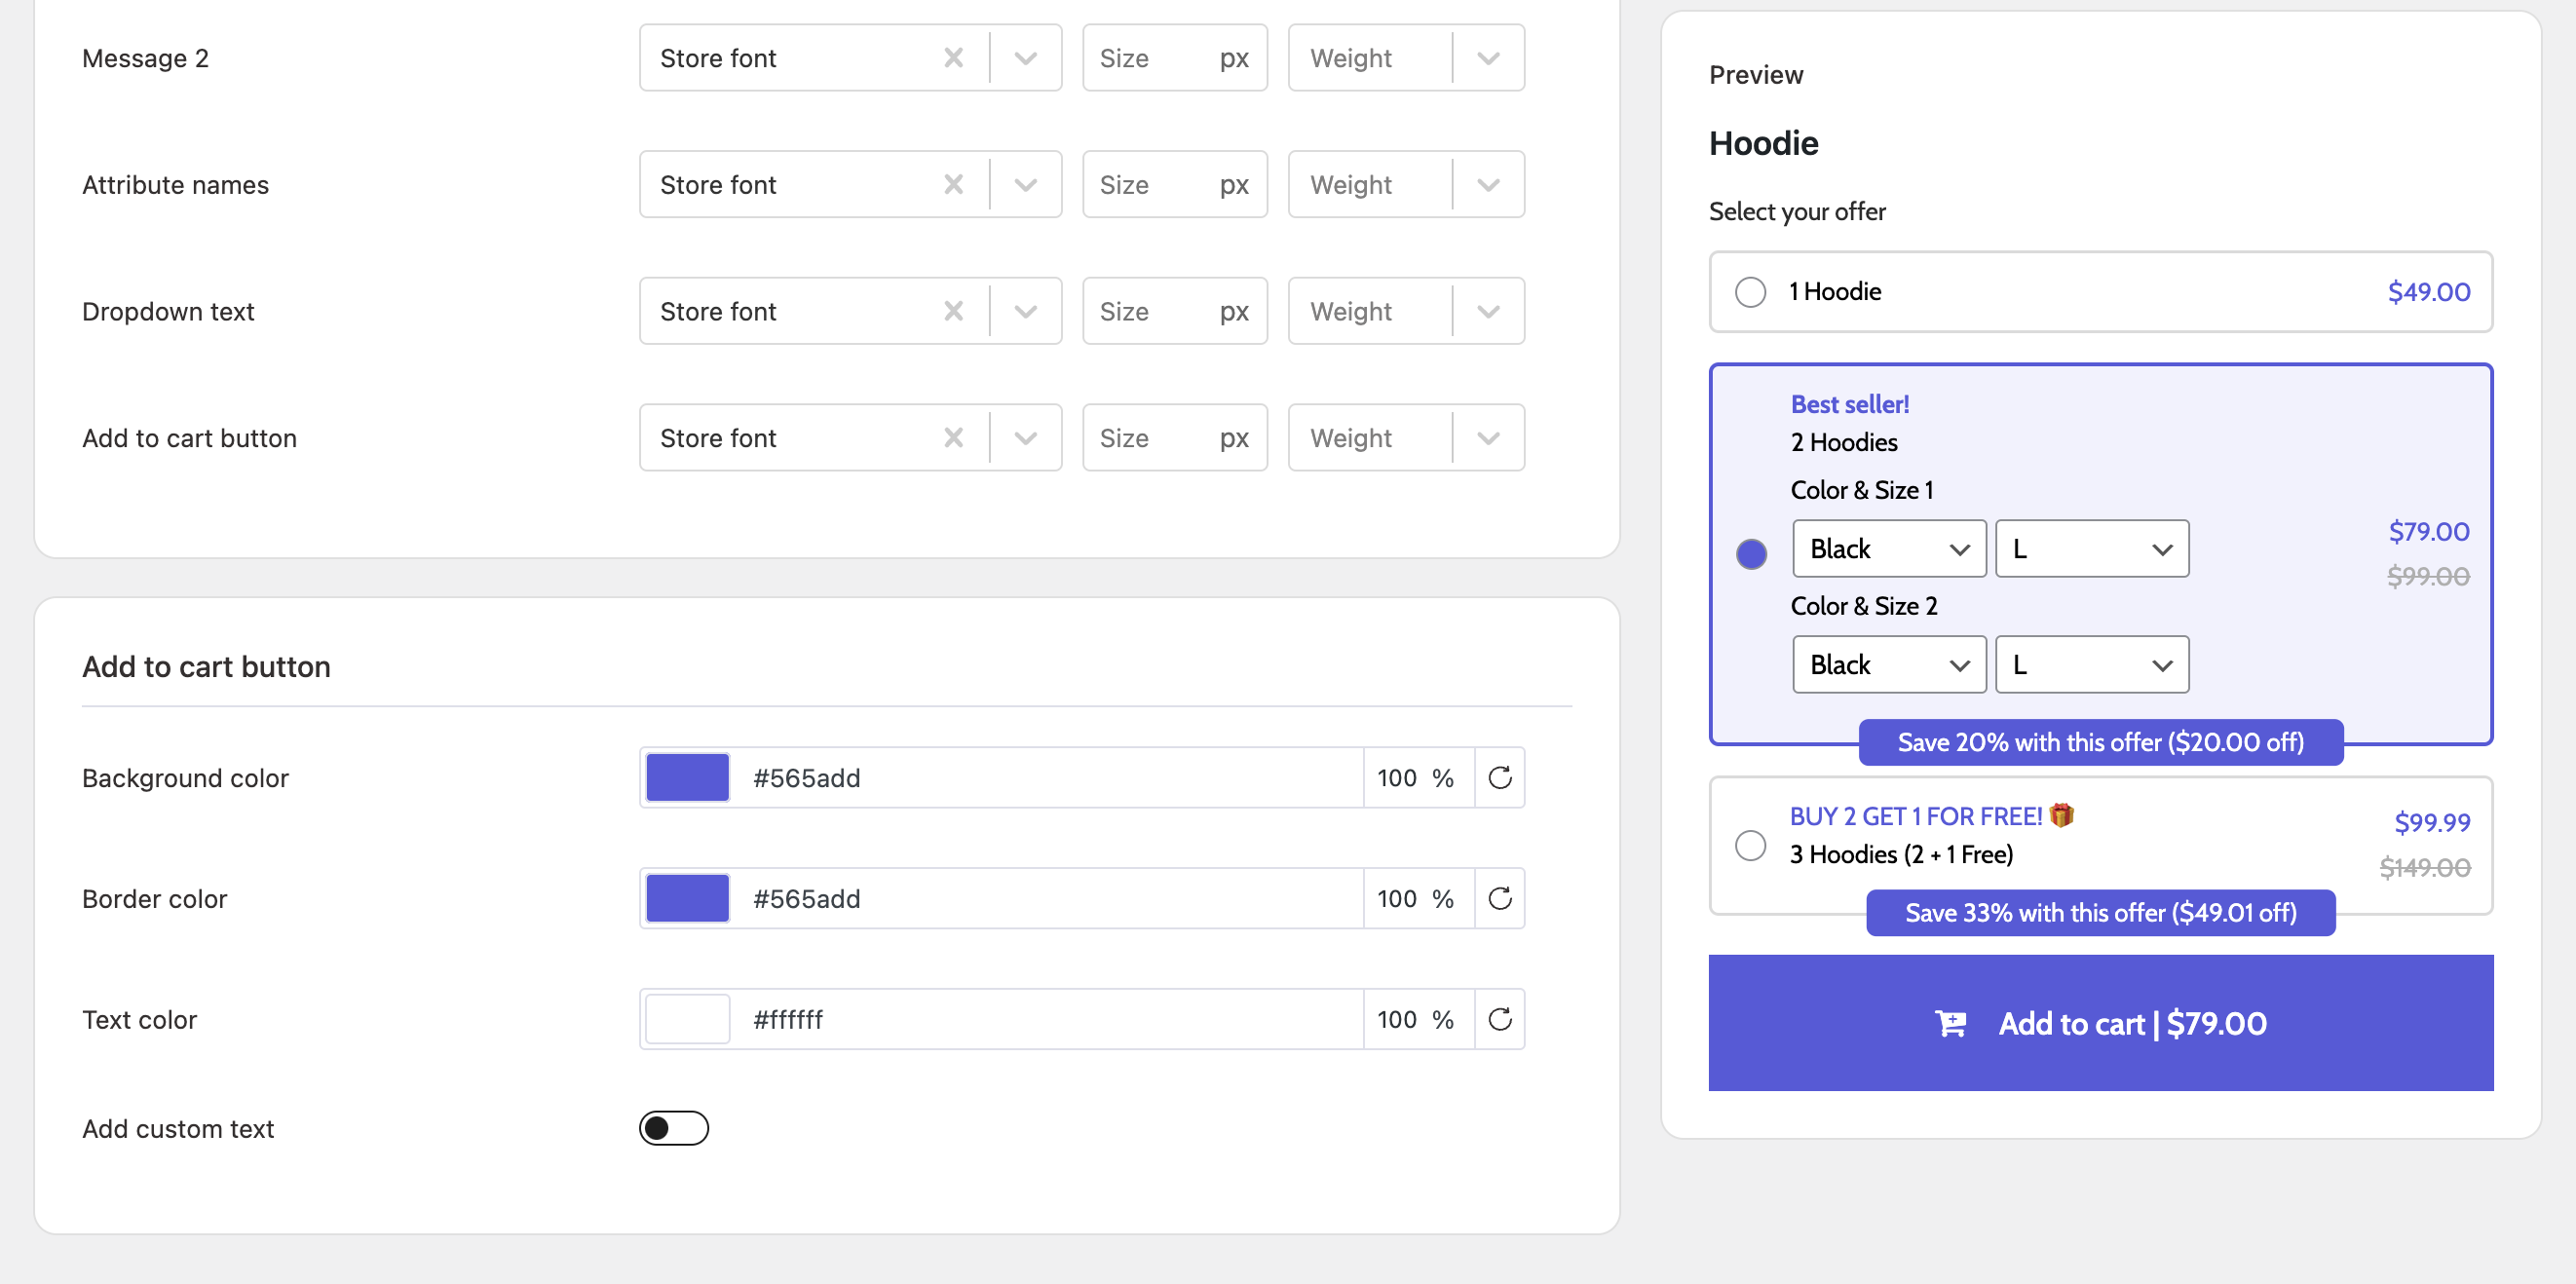 Message 2
Store font
Size px
Weight
Attribute names
Store font
Size px
Weight
Dropdown text
Store font
Size px
Weight
Add to cart button
Store font
Size px
Weight
Add to cart button
Background color
#565add
100 %
Border color
#565add
100 %
Text color
#ffffff
100 %
Add custom text
Preview
Hoodie
Select your offer
1 Hoodie
$49.00
Best seller!
2 Hoodies
Color & Size 1
Black
L
Color & Size 2
Black
L
$79.00
$99.00
Save 20% with this offer ($20.00 off)
BUY 2 GET 1 FOR FREE! 🎁
3 Hoodies (2 + 1 Free)
$99.99
$149.00
Save 33% with this offer ($49.01 off)
Add to cart | $79.00